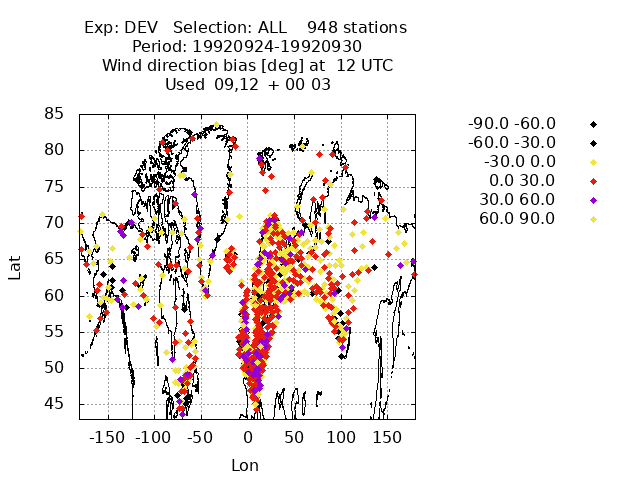 Exp: DEV   Selection: ALL    948 stations
Period: 19920924-19920930
Wind direction bias [deg] at  12 UTC
Used  09,12  + 00 03
85
80
75
70
65
60
55
50
45
Lat
-150 -100 -50 0 50 100 150
Lon
-90.0 -60.0
-60.0 -30.0
-30.0 0.0
0.0 30.0
30.0 60.0
60.0 90.0